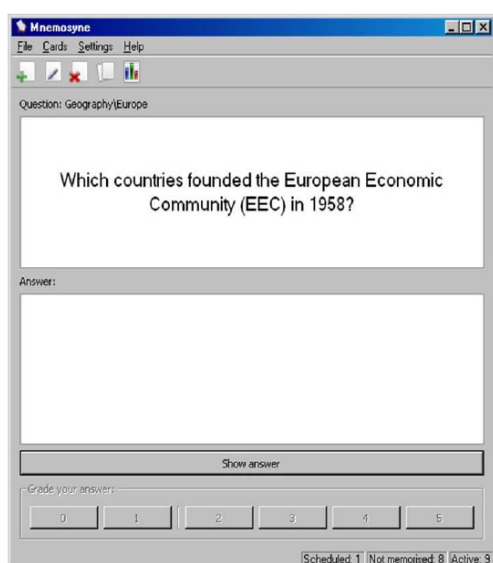 Mnemosyne
File Cards Settings Help
Question: Geography\Europe
Which countries founded the European Economic
Community (EEC) in 1958?
Answer:
Show answer
Grade your answer:
0 1 2 3 4 5
Scheduled: 1 Not memorised: 8 Active: 9